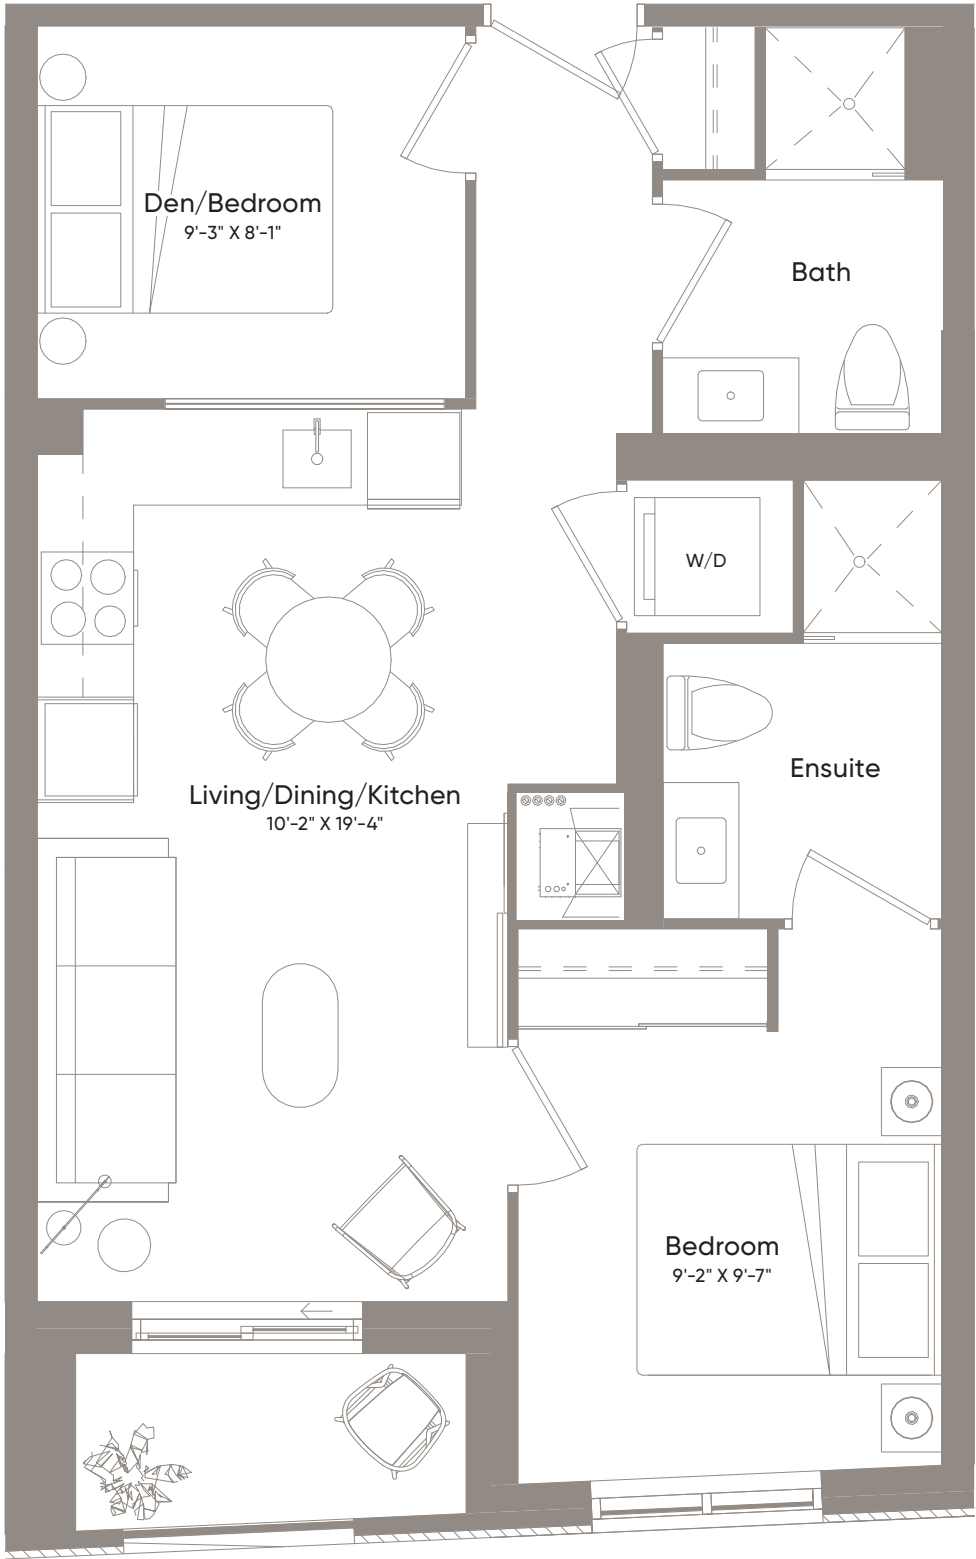 Den/Bedroom
9'-3" X 8'-1"
Bath
W/D
Ensuite
Living/Dining/Kitchen
10'-2" X 19'-4"
Bedroom
9'-2" X 9'-7"